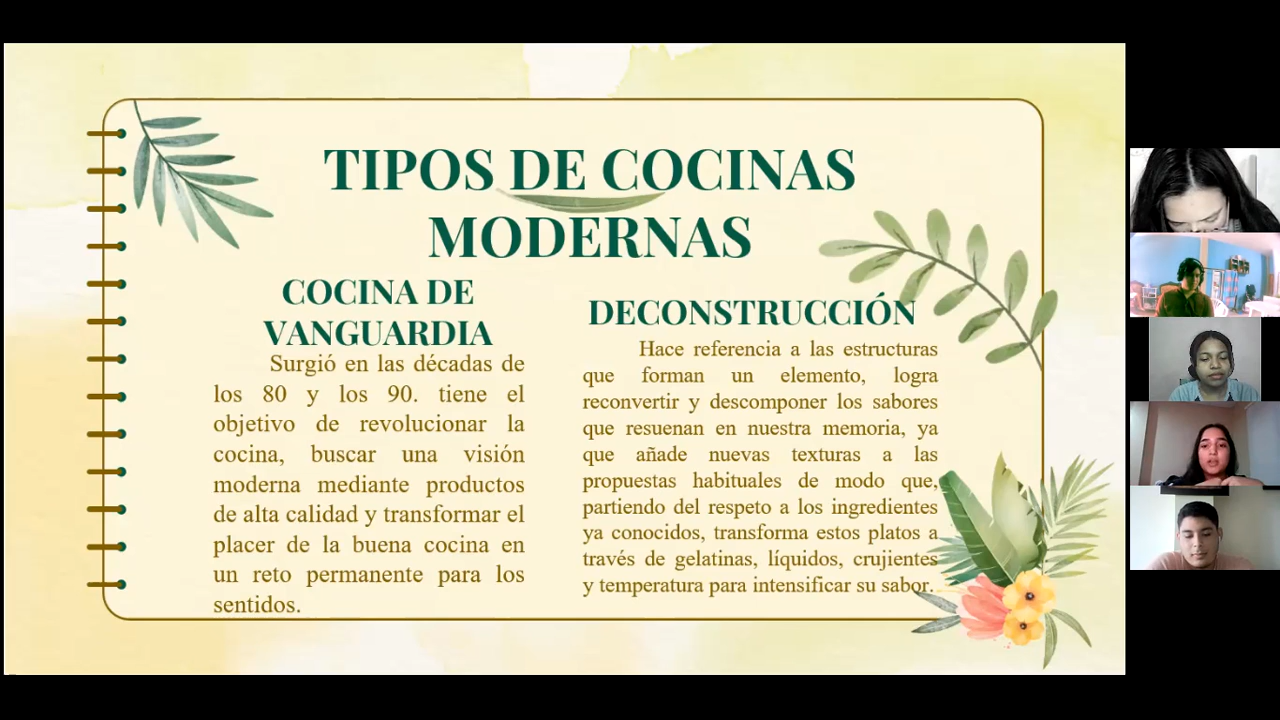 TIPOS DE COCINAS
MODERNAS
COCINA DE
VANGUARDIA
Surgió en las décadas de
los 80 y los 90. tiene el
objetivo de revolucionar la
cocina, buscar una visión
moderna mediante productos
de alta calidad y transformar el
placer de la buena cocina en
un reto permanente para los
sentidos.
DECONSTRUCCIÓN
Hace referencia a las estructuras
que forman un elemento, logra
reconvertir y descomponer los sabores
que resuenan en nuestra memoria, ya
que añade nuevas texturas a las
propuestas habituales de modo que,
partiendo del respeto a los ingredientes
ya conocidos, transforma estos platos a
través de gelatinas, líquidos, crujientes
y temperatura para intensificar su sabor.